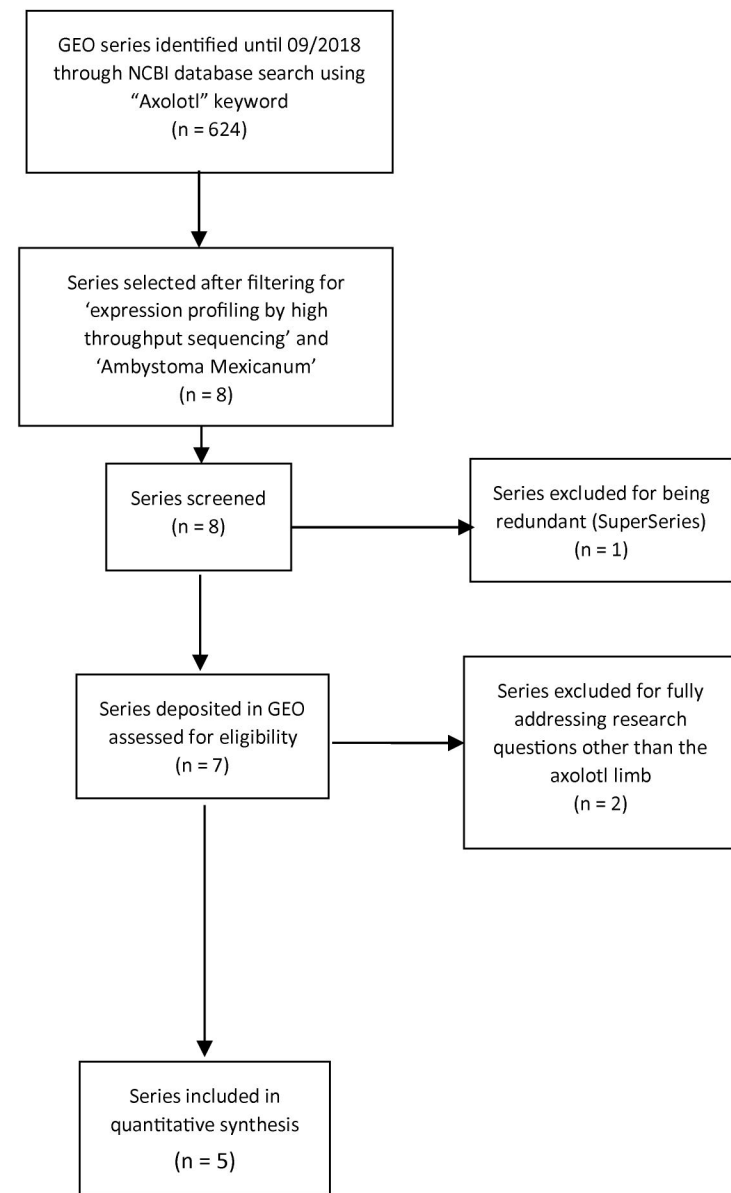 GEO series identified until 09/2018
through NCBI database search using
“Axolotl” keyword
(n = 624)
Series selected after filtering for
‘expression profiling by high
throughput sequencing’ and
‘Ambystoma Mexicanum’
(n = 8)
Series screened
(n = 8)
Series excluded for being
redundant (SuperSeries)
(n = 1)
Series deposited in GEO
assessed for eligibility
(n = 7)
Series excluded for fully
addressing research
questions other than the
axolotl limb
(n = 2)
Series included in
quantitative synthesis
(n = 5)